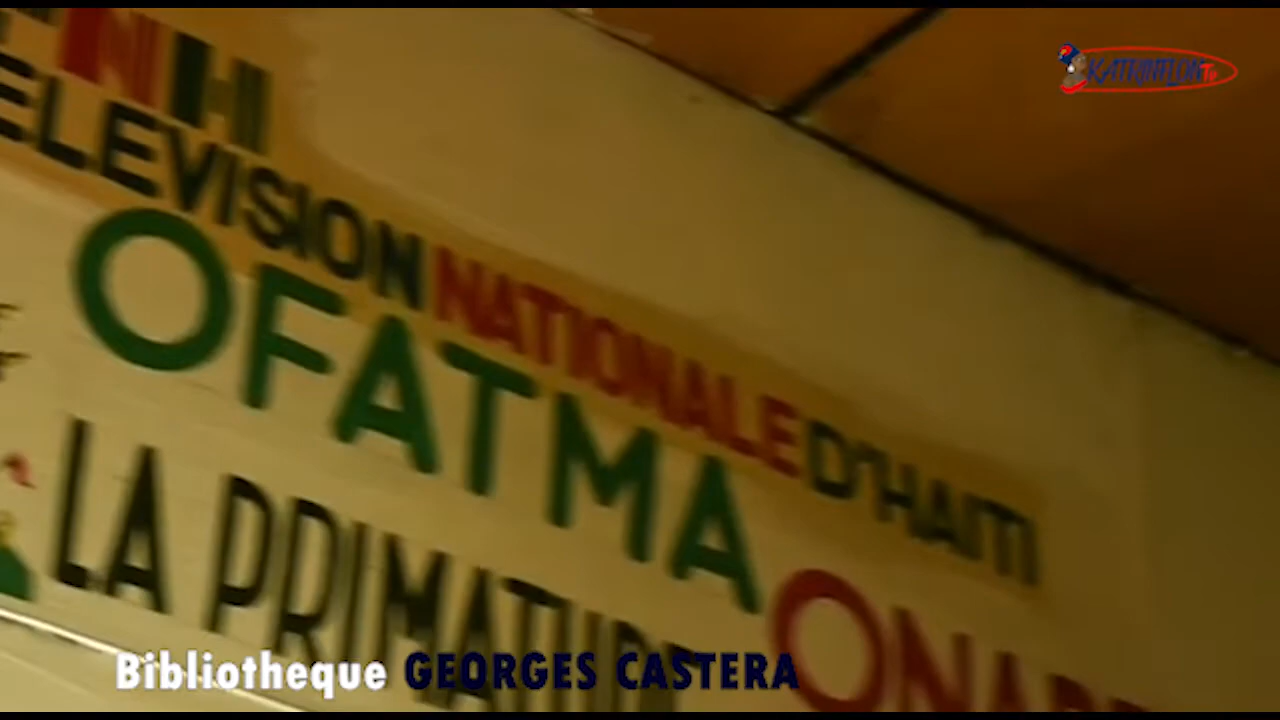 TNH
TELEVISION NATIONALE D'HAITI
OFATMA
LA PRIMATURE
Bibliotheque GEORGES CASTERA